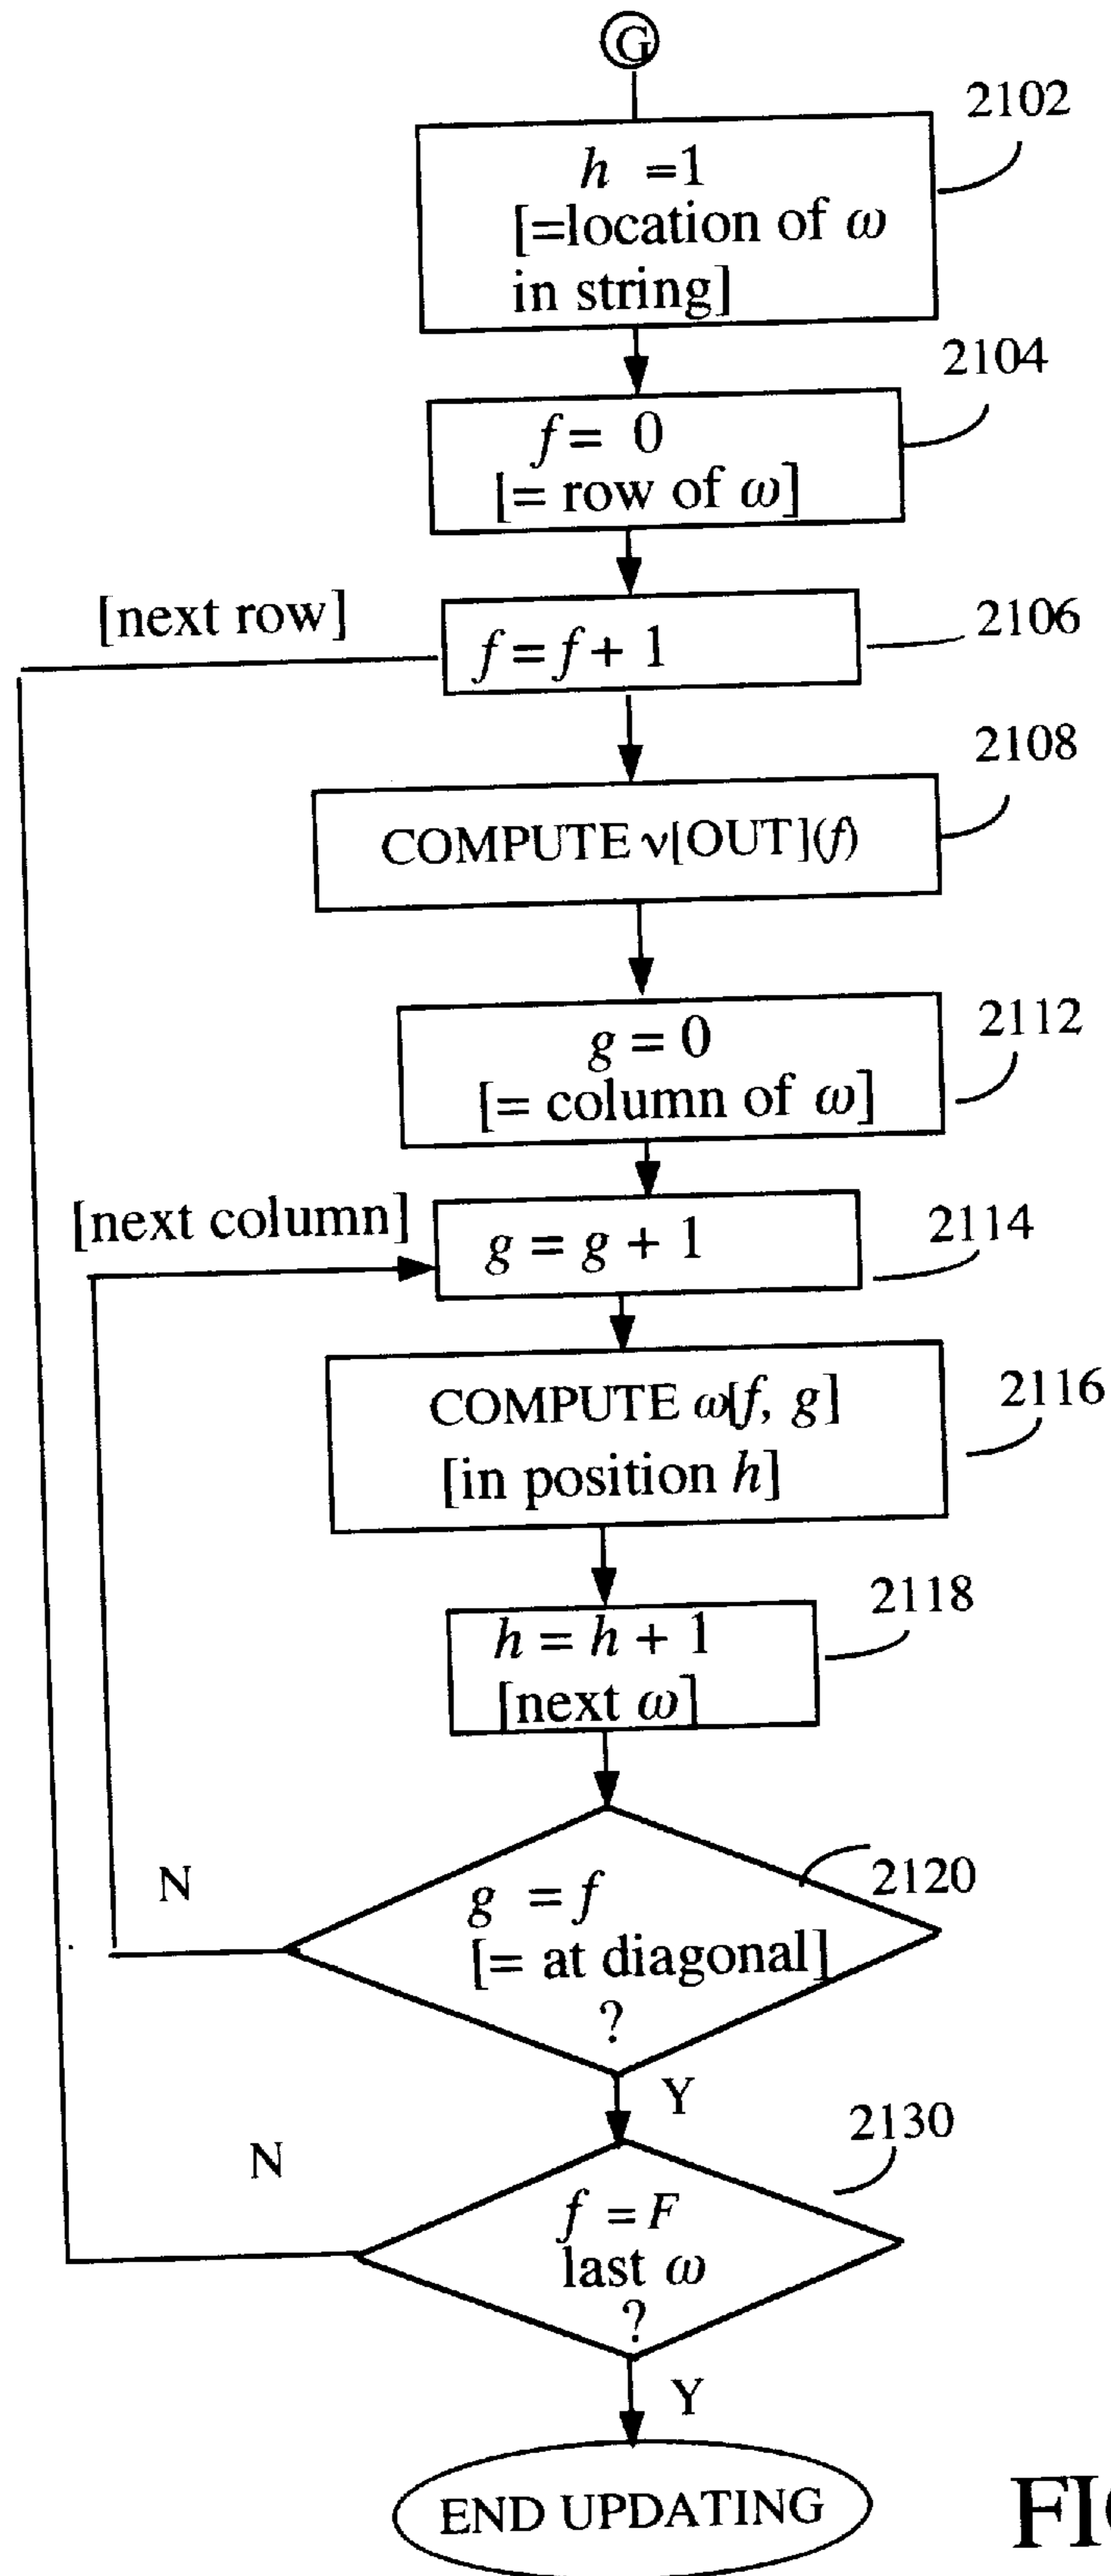 G
2102
h =1
[=location of ω
in string]
2104
f = 0
[= row of ω]
[next row]
2106
f = f + 1
2108
COMPUTE ν[OUT](f)
2112
g = 0
[= column of ω]
[next column]
2114
g = g + 1
2116
COMPUTE ω[f, g]
[in position h]
2118
h = h + 1
[next ω]
N
2120
g = f
[= at diagonal]
?
Y
2130
N
f = F
last ω
?
Y
END UPDATING